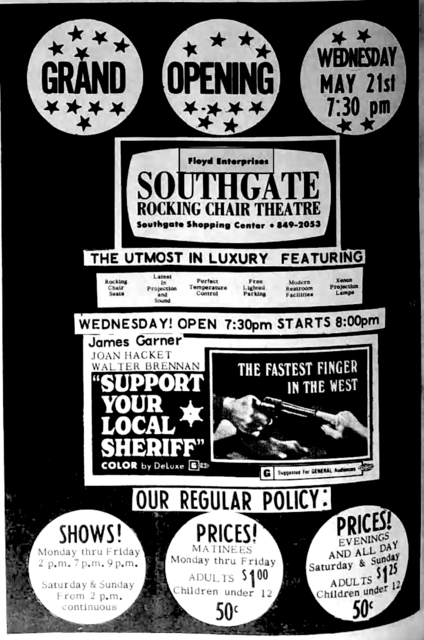 GRAND
OPENING
WEDNESDAY
MAY 21st
7:30 pm
Floyd Enterprises
SOUTHGATE
ROCKING CHAIR THEATRE
Southgate Shopping Center • 849-2053
THE UTMOST IN LUXURY FEATURING
Rocking
Chair
Seats
Latest
in
Projection
and
Sound
Perfect
Temperature
Control
Free
Lighted
Parking
Modern
Restroom
Facilities
Xenon
Projection
Lamps
WEDNESDAY! OPEN 7:30pm STARTS 8:00pm
James Garner
JOAN HACKET
WALTER BRENNAN
"SUPPORT
YOUR
LOCAL
SHERIFF"
COLOR by DeLuxe G
THE FASTEST FINGER
IN THE WEST
G Suggested For GENERAL Audiences
OUR REGULAR POLICY:
SHOWS!
Monday thru Friday
2 p.m. 7 p.m. 9 p.m.
Saturday & Sunday
From 2 p.m.
continuous
PRICES!
MATINEES
Monday thru Friday
ADULTS $1.00
Children under 12
50¢
PRICES!
EVENINGS
AND ALL DAY
Saturday & Sunday
ADULTS $1.25
Children under 12
50¢